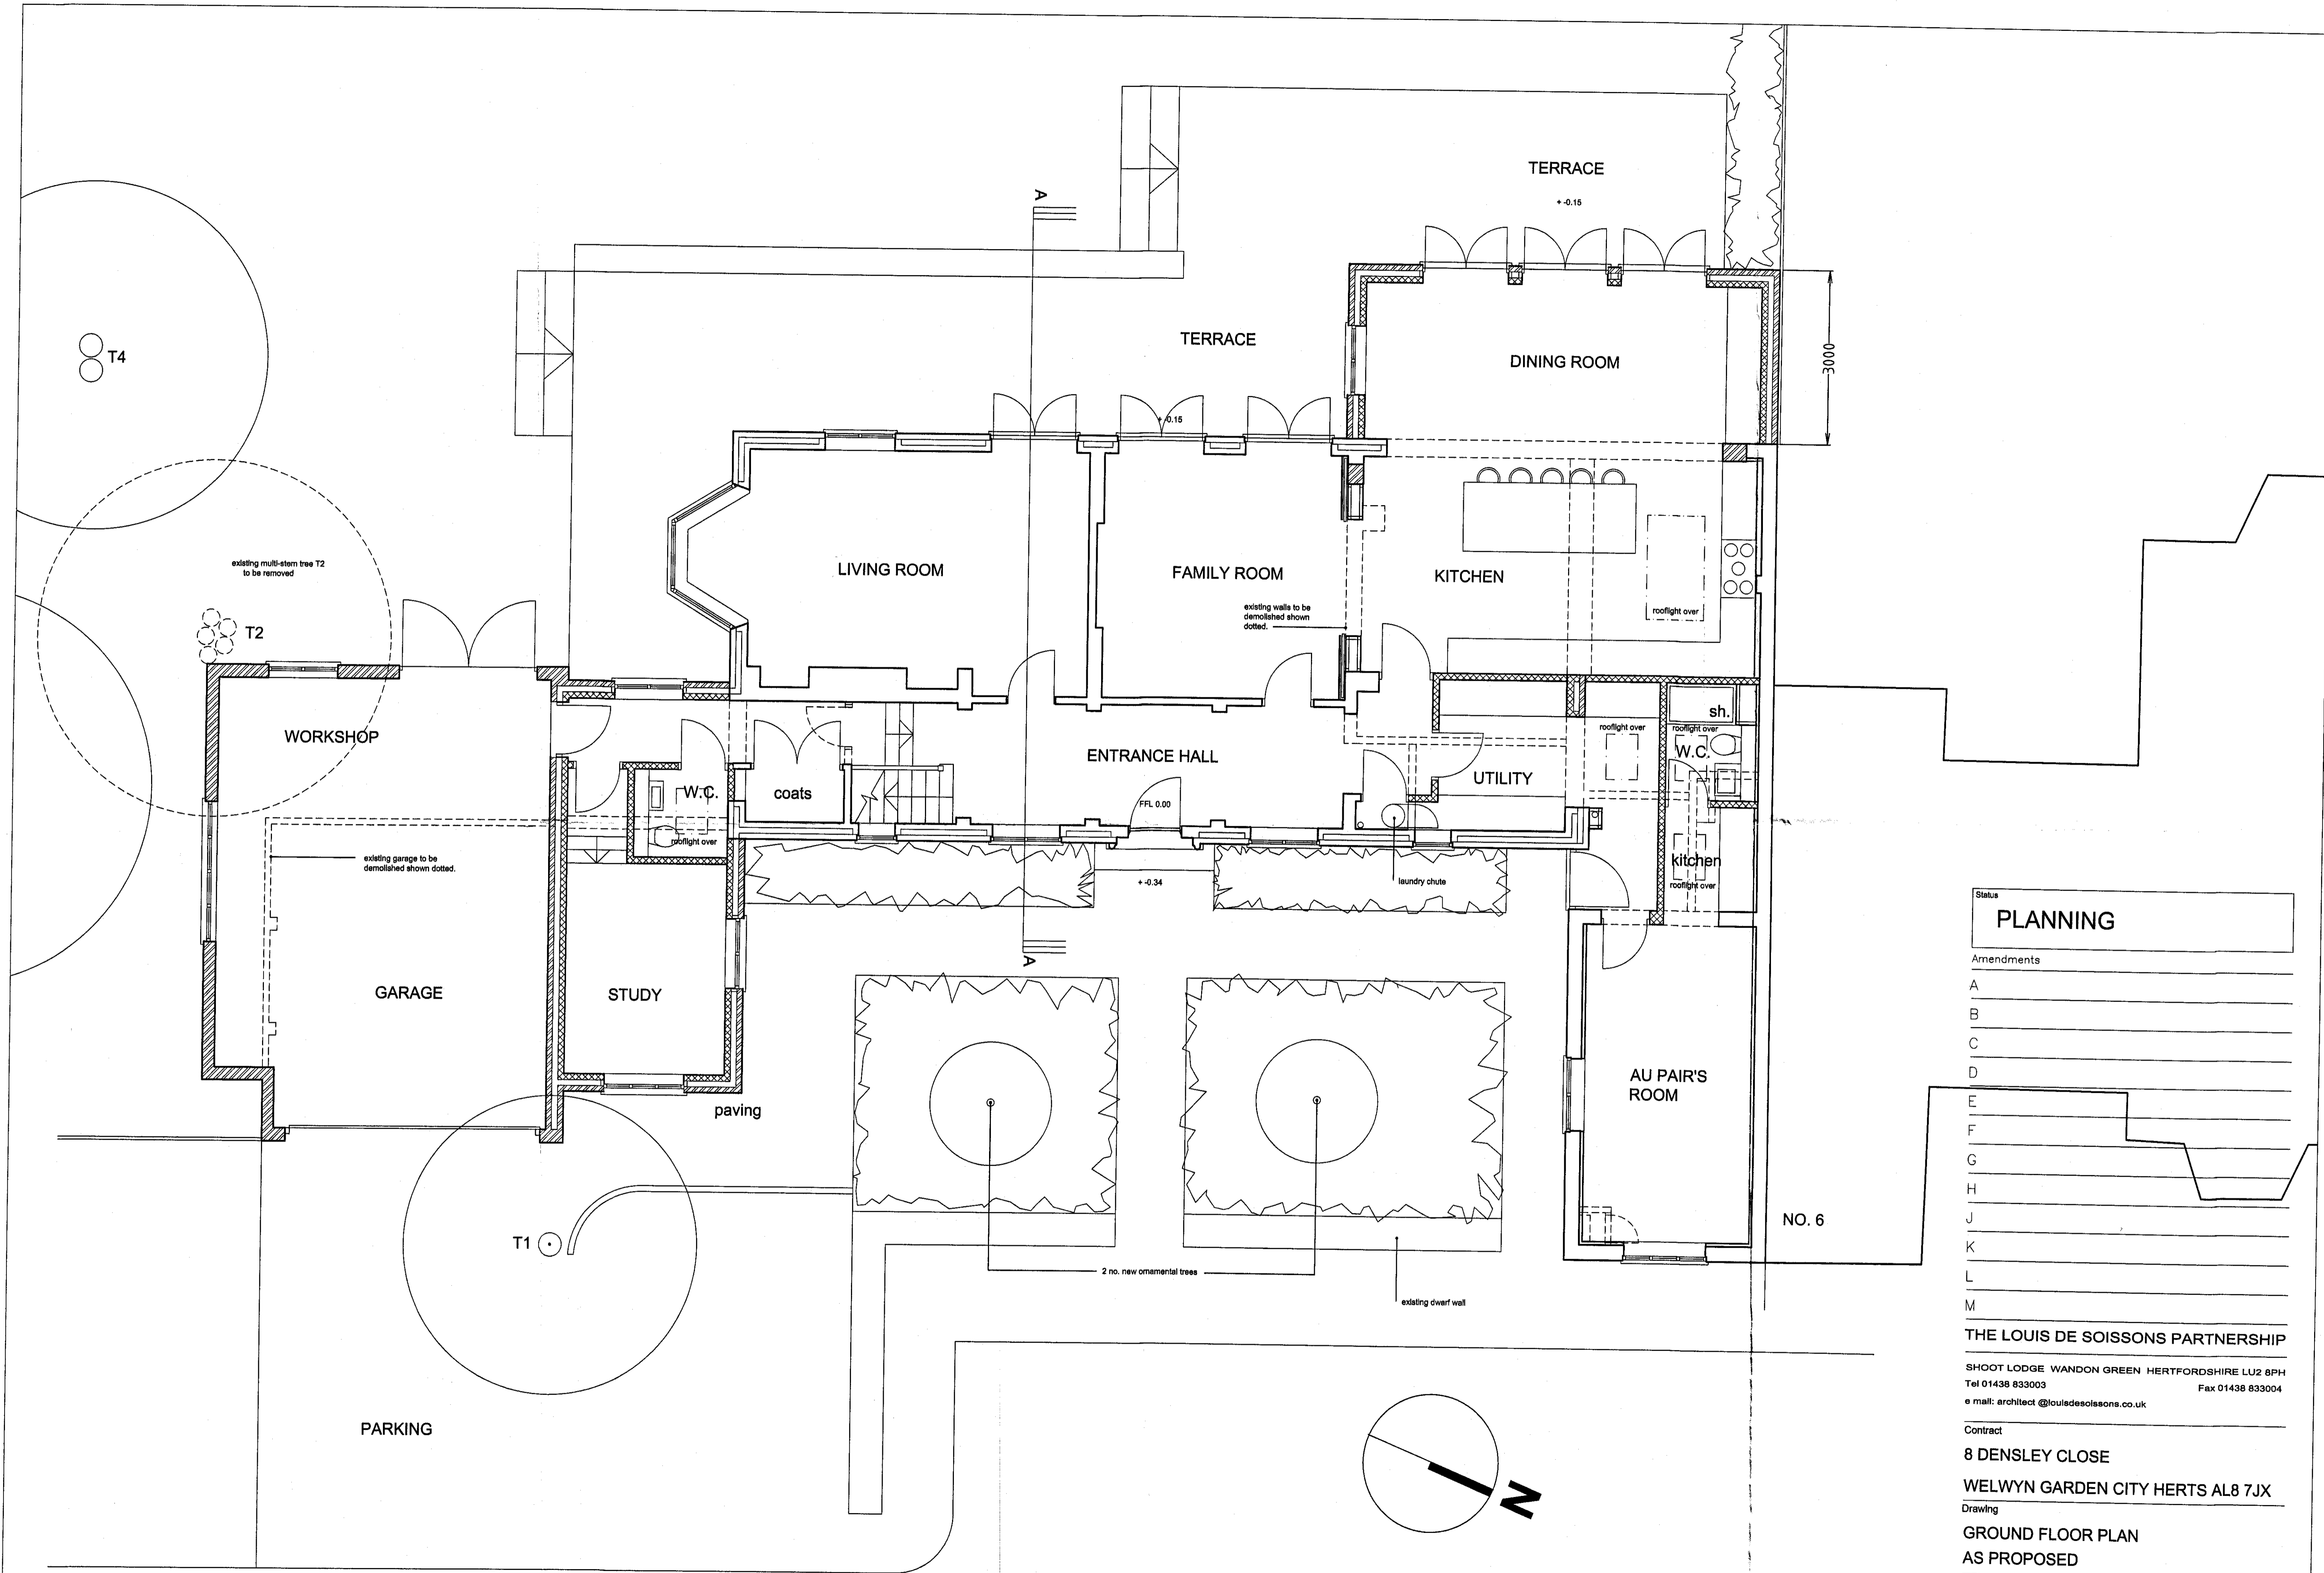 TERRACE
+ -0.15
A
T4
TERRACE
+ -0.15
DINING ROOM
3000
existing multi-stem tree T2
to be removed
T2
LIVING ROOM
FAMILY ROOM
KITCHEN
existing walls to be
demolished shown
dotted.
rooflight over
WORKSHOP
ENTRANCE HALL
W.C.
coats
FFL 0.00
UTILITY
rooflight over
sh.
rooflight over
W.C.
rooflight over
existing garage to be
demolished shown dotted.
kitchen
rooflight over
+ -0.34
laundry chute
A
GARAGE
STUDY
AU PAIR'S
ROOM
paving
T1
NO. 6
2 no. new ornamental trees
existing dwarf wall
PARKING
N
Status
PLANNING
Amendments
A
B
C
D
E
F
G
H
J
K
L
M
THE LOUIS DE SOISSONS PARTNERSHIP
SHOOT LODGE WANDON GREEN HERTFORDSHIRE LU2 8PH
Tel 01438 833003 Fax 01438 833004
e mail: architect @louisdesoissons.co.uk
Contract
8 DENSLEY CLOSE
WELWYN GARDEN CITY HERTS AL8 7JX
Drawing
GROUND FLOOR PLAN
AS PROPOSED